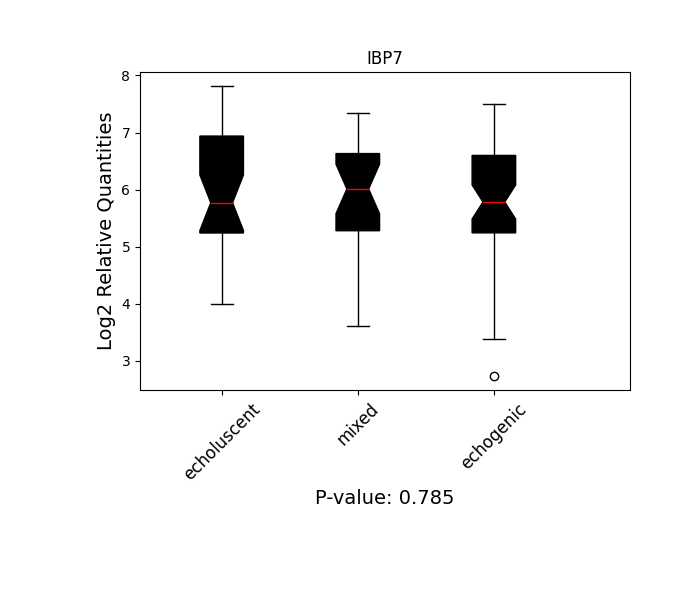 IBP7
Log2 Relative Quantities
8
7
6
5
4
3
echoluscent
mixed
echogenic
P-value: 0.785